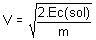 V = √(2.Ec(sol)/m)